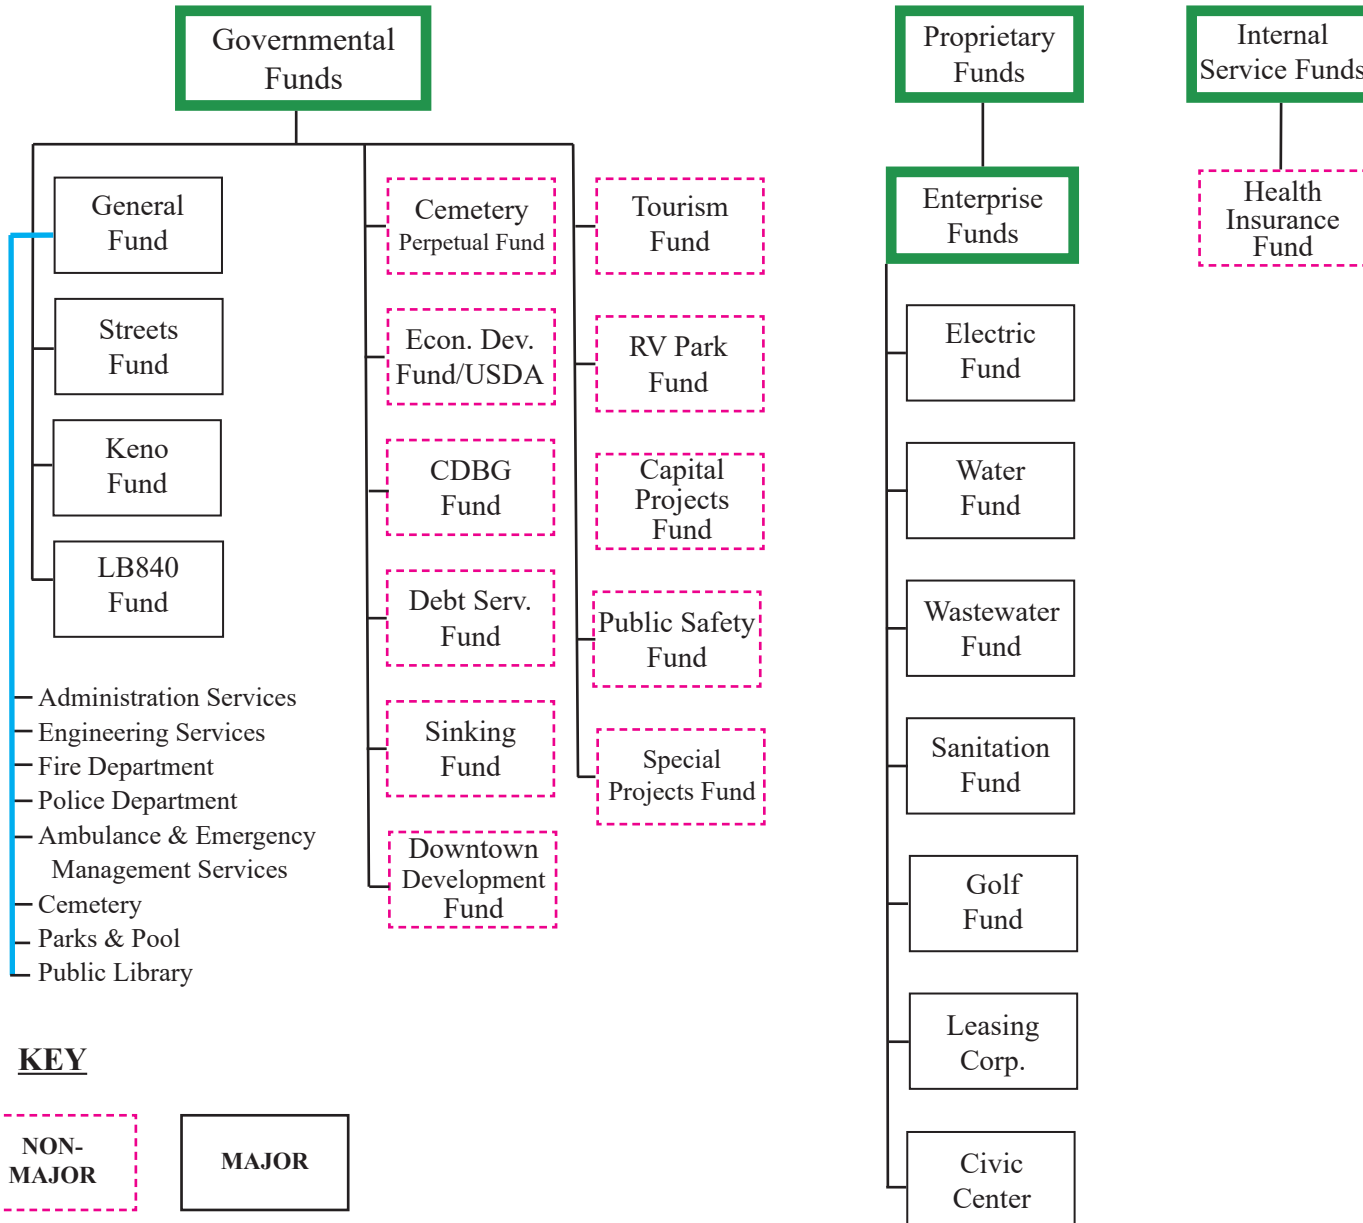 Governmental
Funds
General
Fund
Streets
Fund
Keno
Fund
LB840
Fund
Administration Services
Engineering Services
Fire Department
Police Department
Ambulance & Emergency
Management Services
Cemetery
Parks & Pool
Public Library
Cemetery
Perpetual Fund
Econ. Dev.
Fund/USDA
CDBG
Fund
Debt Serv.
Fund
Sinking
Fund
Downtown
Development
Fund
Tourism
Fund
RV Park
Fund
Capital
Projects
Fund
Public Safety
Fund
Special
Projects Fund
Proprietary
Funds
Enterprise
Funds
Electric
Fund
Water
Fund
Wastewater
Fund
Sanitation
Fund
Golf
Fund
Leasing
Corp.
Civic
Center
Internal
Service Funds
Health
Insurance
Fund
KEY
NON-
MAJOR
MAJOR